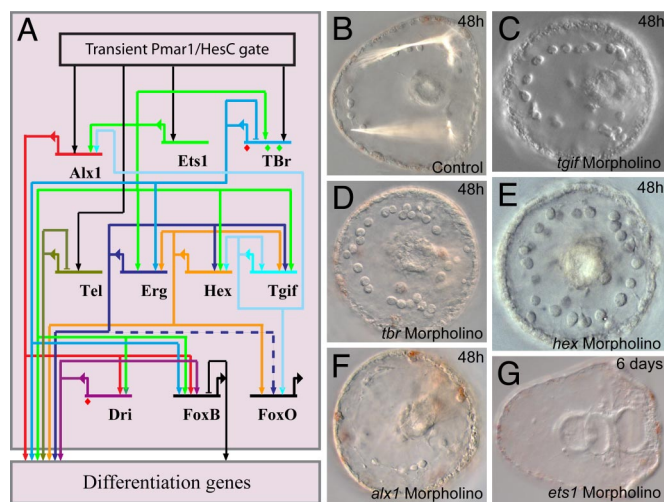 A
Transient Pmar1/HesC gate
Alx1
Ets1
TBr
Tel
Erg
Hex
Tgif
Dri
FoxB
FoxO
Differentiation genes
B
48h
Control
C
48h
tgif Morpholino
D
48h
tbr Morpholino
E
48h
hex Morpholino
F
48h
alx1 Morpholino
G
6 days
ets1 Morpholino